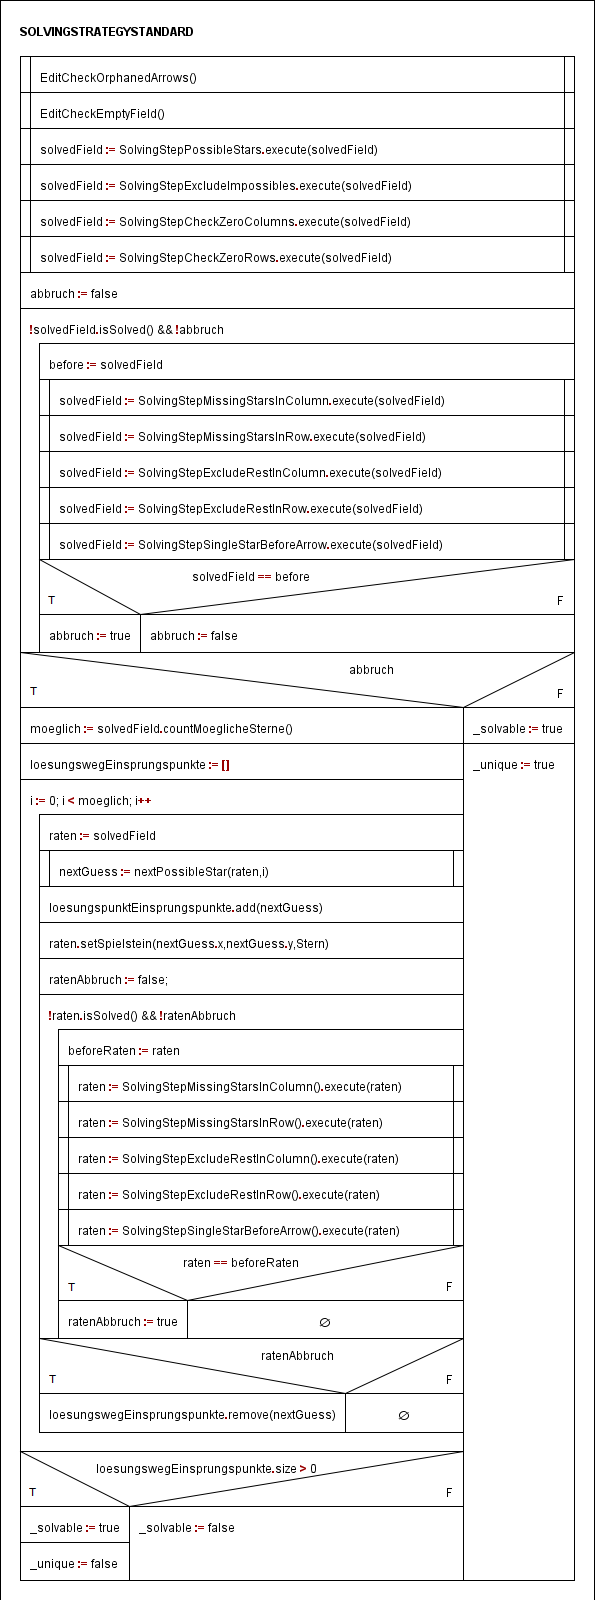 SOLVINGSTRATEGYSTANDARD
EditCheckOrphanedArrows()
EditCheckEmptyField()
solvedField := SolvingStepPossibleStars.execute(solvedField)
solvedField := SolvingStepExcludeImpossibles.execute(solvedField)
solvedField := SolvingStepCheckZeroColumns.execute(solvedField)
solvedField := SolvingStepCheckZeroRows.execute(solvedField)
abbruch := false
!solvedField.isSolved() && !abbruch
before := solvedField
solvedField := SolvingStepMissingStarsInColumn.execute(solvedField)
solvedField := SolvingStepMissingStarsInRow.execute(solvedField)
solvedField := SolvingStepExcludeRestInColumn.execute(solvedField)
solvedField := SolvingStepExcludeRestInRow.execute(solvedField)
solvedField := SolvingStepSingleStarBeforeArrow.execute(solvedField)
solvedField == before
T F
abbruch := true abbruch := false
abbruch
T F
moeglich := solvedField.countMoeglicheSterne() _solvable := true
loesungswegEinsprungspunkte := [] _unique := true
i := 0; i < moeglich; i++
raten := solvedField
nextGuess := nextPossibleStar(raten,i)
loesungspunktEinsprungspunkte.add(nextGuess)
raten.setSpielstein(nextGuess.x,nextGuess.y,Stern)
ratenAbbruch := false;
!raten.isSolved() && !ratenAbbruch
beforeRaten := raten
raten := SolvingStepMissingStarsInColumn().execute(raten)
raten := SolvingStepMissingStarsInRow().execute(raten)
raten := SolvingStepExcludeRestInColumn().execute(raten)
raten := SolvingStepExcludeRestInRow().execute(raten)
raten := SolvingStepSingleStarBeforeArrow().execute(raten)
raten == beforeRaten
T F
ratenAbbruch := true ∅
ratenAbbruch
T F
loesungswegEinsprungspunkte.remove(nextGuess) ∅
loesungswegEinsprungspunkte.size > 0
T F
_solvable := true _solvable := false
_unique := false